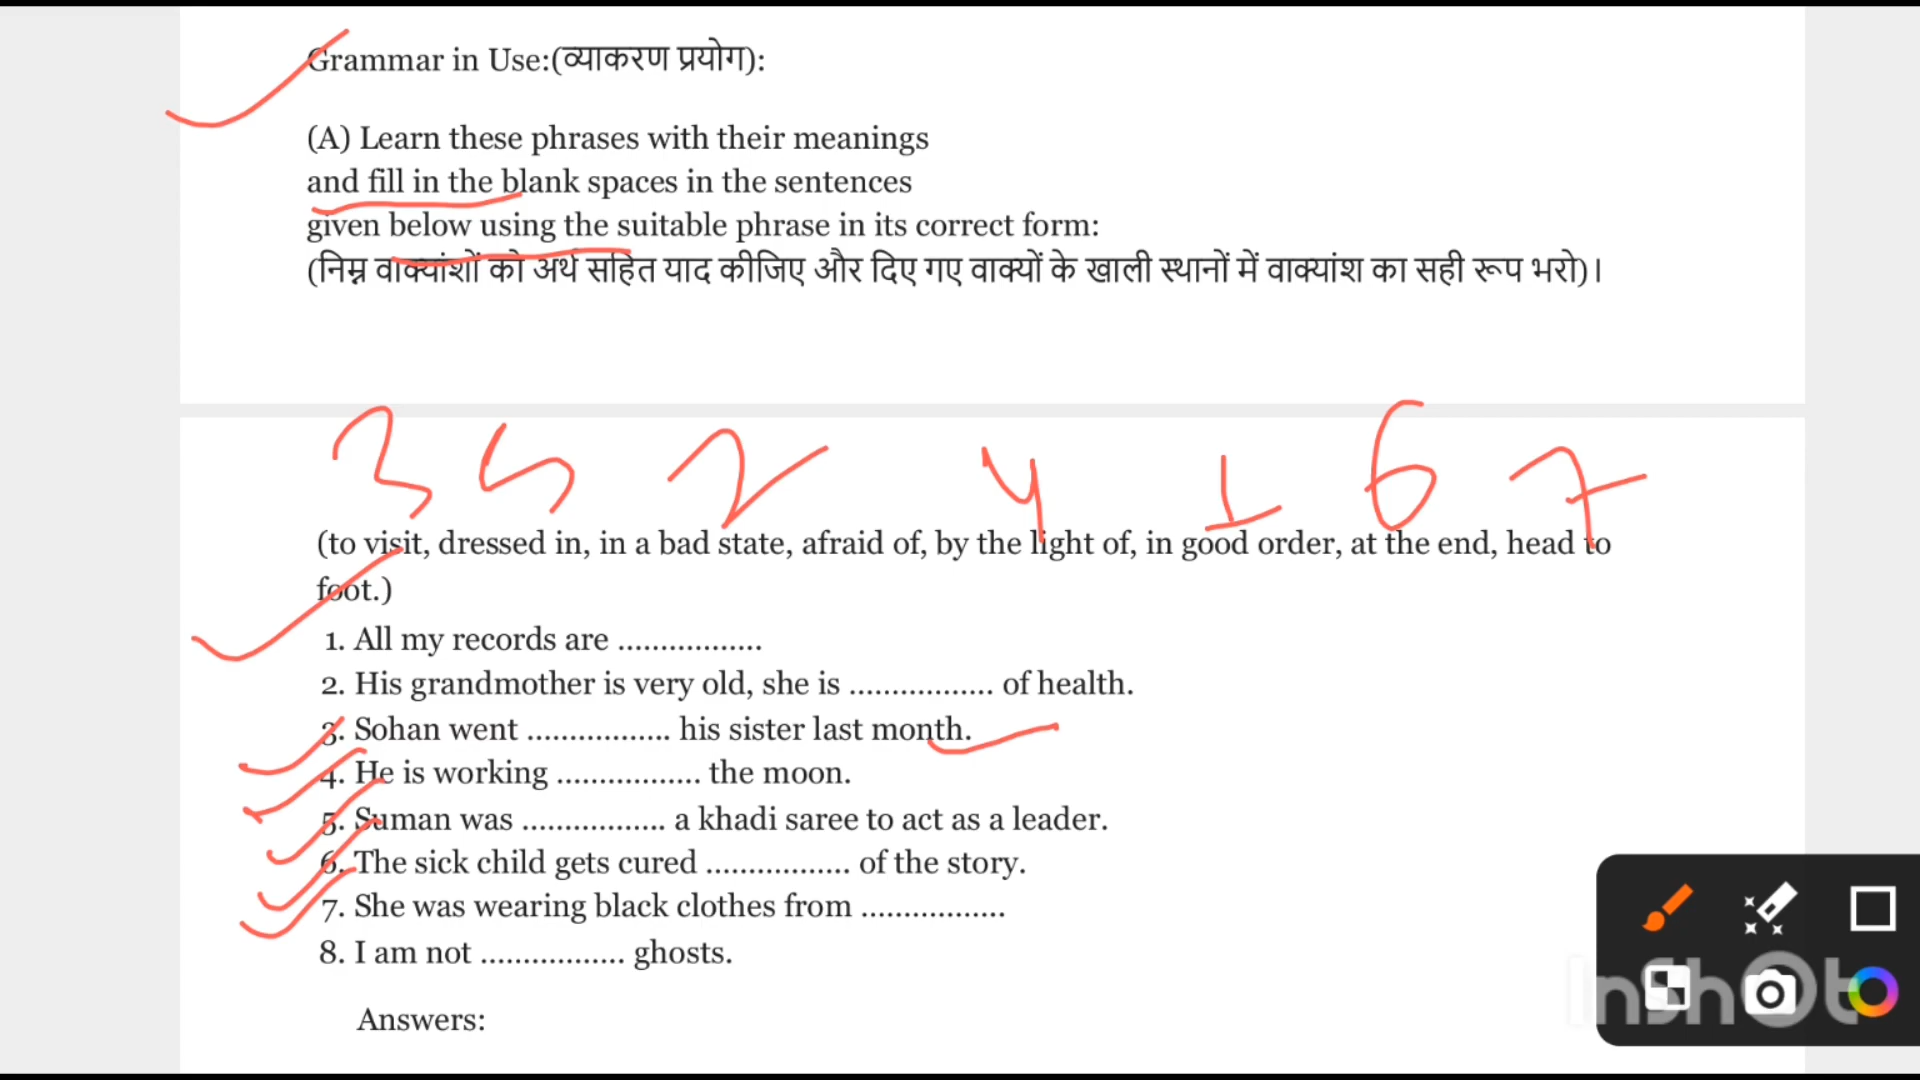 Grammar in Use:(व्याकरण प्रयोग):
(A) Learn these phrases with their meanings
and fill in the blank spaces in the sentences
given below using the suitable phrase in its correct form:
(निम्न वाक्यांशों को अर्थ सहित याद कीजिए और दिए गए वाक्यों के खाली स्थानों में वाक्यांश का सही रूप भरो)।
3 5 2 4 1 6 7
(to visit, dressed in, in a bad state, afraid of, by the light of, in good order, at the end, head to
foot.)
1. All my records are .................
2. His grandmother is very old, she is ................. of health.
3. Sohan went ................. his sister last month.
4. He is working ................. the moon.
5. Suman was ................. a khadi saree to act as a leader.
6. The sick child gets cured ................. of the story.
7. She was wearing black clothes from .................
8. I am not ................. ghosts.
Answers:
InShOt